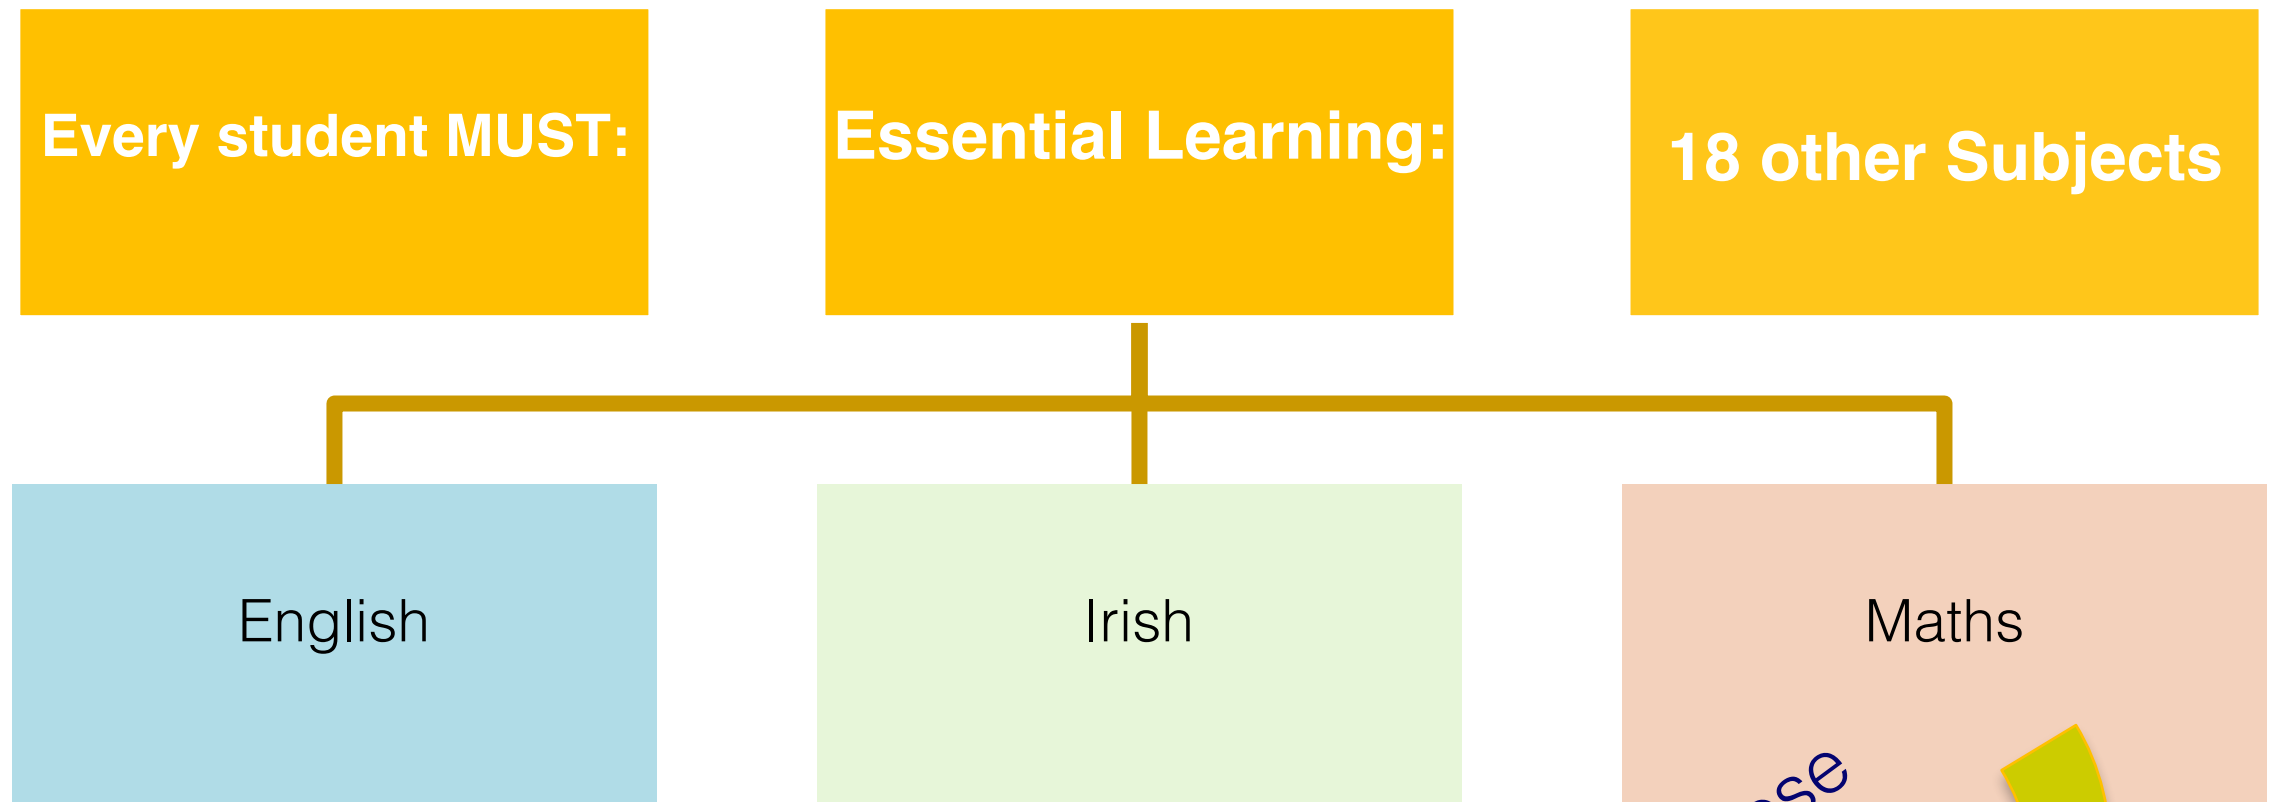 Every student MUST:
Essential Learning:
18 other Subjects
English
Irish
Maths